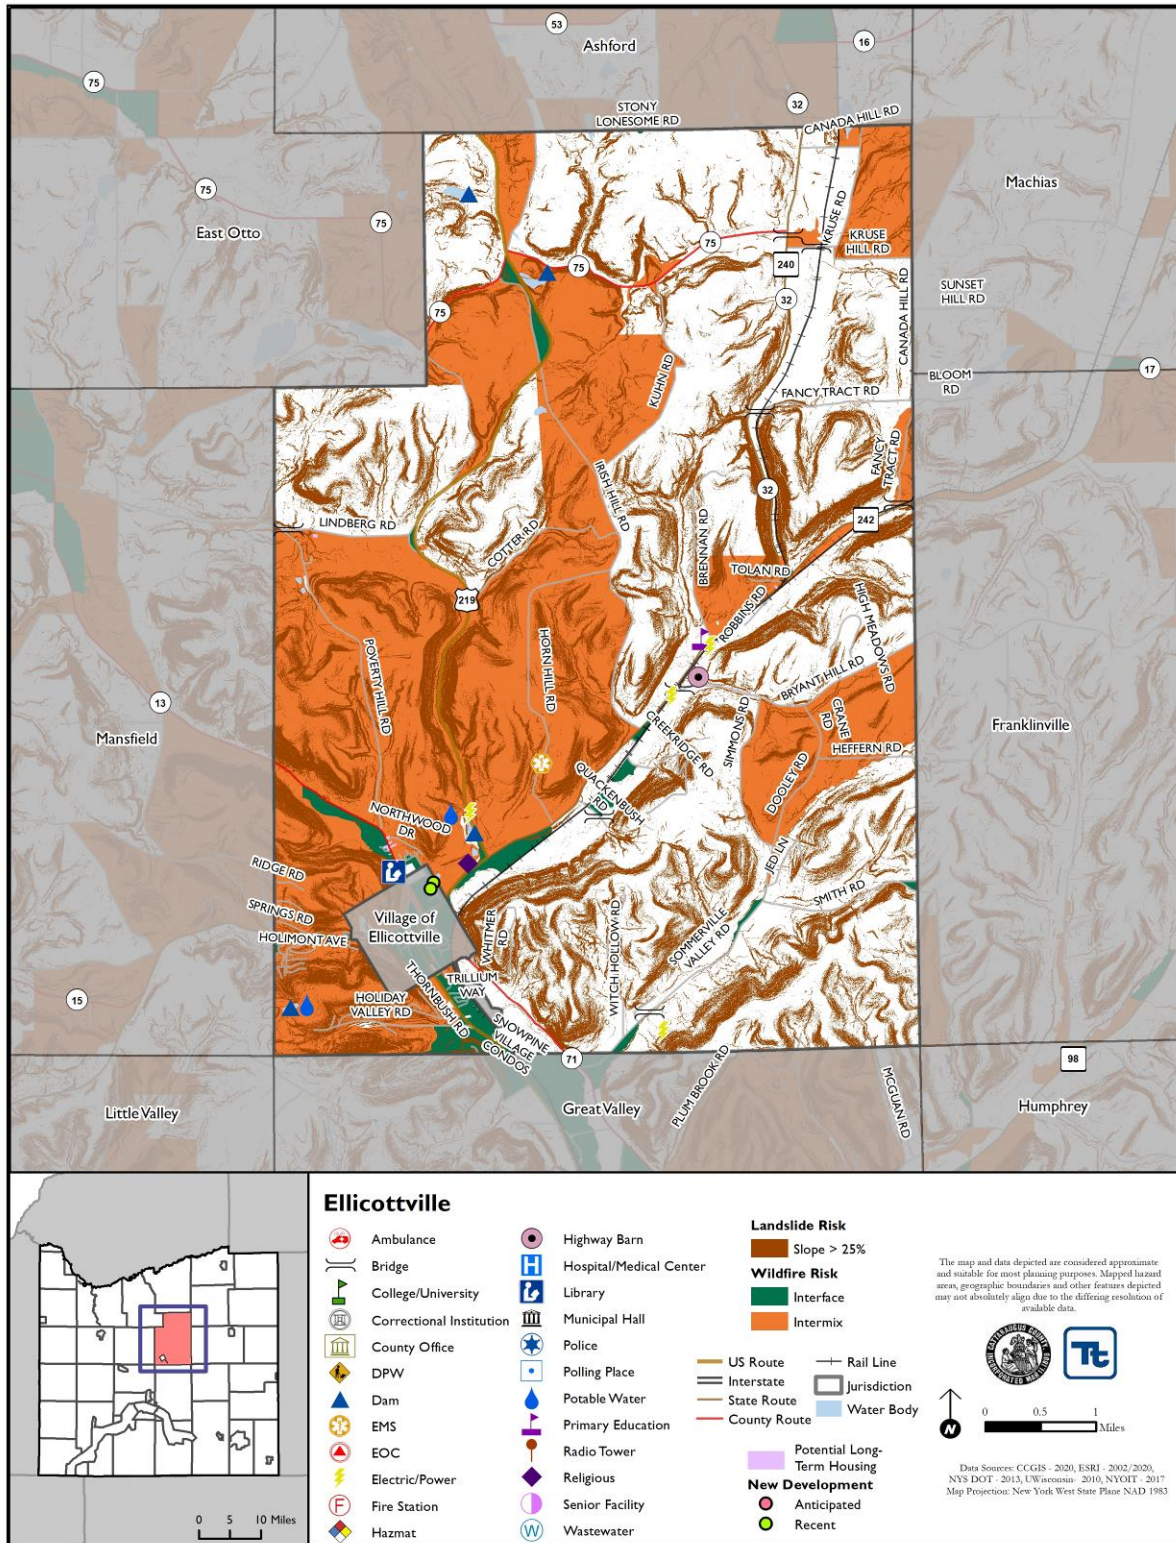 53
Ashford
16
75
32
STONY
LONESOME RD
CANADA HILL RD
Machias
75
75
East Otto
KRUSE RD
KRUSE
HILL RD
75
75
240
32
CANADA HILL RD
SUNSET
HILL RD
75
17
BLOOM
RD
KUHN RD
FANCY TRACT RD
FANCY
TRACT RD
IRISH HILL RD
32
242
LINDBERG RD
COTTER RD
BRENNAN RD
TOLAN RD
219
ROBBINS RD
HIGH MEADOWS RD
HORN HILL RD
POVERTY HILL RD
BRYANT HILL RD
13
Mansfield
CREEKRIDGE RD
SIMMONS RD
CRANE
RD
Franklinville
HEFFERN RD
DOOLEY RD
QUACKENBUSH
RD
NORTHWOOD
DR
RIDGE RD
JED LN
SMITH RD
SPRINGS RD
Village of
Ellicottville
HOLIMONT AVE
WHITMER
RD
WITCH HOLLOW RD
SOMMERVILLE
VALLEY RD
TRILLIUM
WAY
THORNBUSH RD
15
HOLIDAY
VALLEY RD
SNOWPINE
VILLAGE
CONDOS
71
98
PLUM BROOK RD
MCGUAN RD
Little Valley
Great Valley
Humphrey
0 5 10 Miles
Ellicottville
Ambulance
Bridge
College/University
Correctional Institution
County Office
DPW
Dam
EMS
EOC
Electric/Power
F Fire Station
Hazmat
Highway Barn
H Hospital/Medical Center
Library
Municipal Hall
Police
Polling Place
Potable Water
Primary Education
Radio Tower
Religious
Senior Facility
W Wastewater
Landslide Risk
Slope > 25%
Wildfire Risk
Interface
Intermix
US Route
Interstate
State Route
County Route
Rail Line
Jurisdiction
Water Body
Potential Long-
Term Housing
New Development
Anticipated
Recent
The map and data depicted are considered approximate
and suitable for most planning purposes. Mapped hazard
areas, geographic boundaries and other features depicted
may not absolutely align due to the differing resolution of
available data.
Tt
N
0 0.5 1
Miles
Data Sources: CCGIS - 2020, ESRI - 2002/2020,
NYS DOT - 2013, UWisconsin- 2010, NYOIT - 2017
Map Projection: New York West State Plane NAD 1983